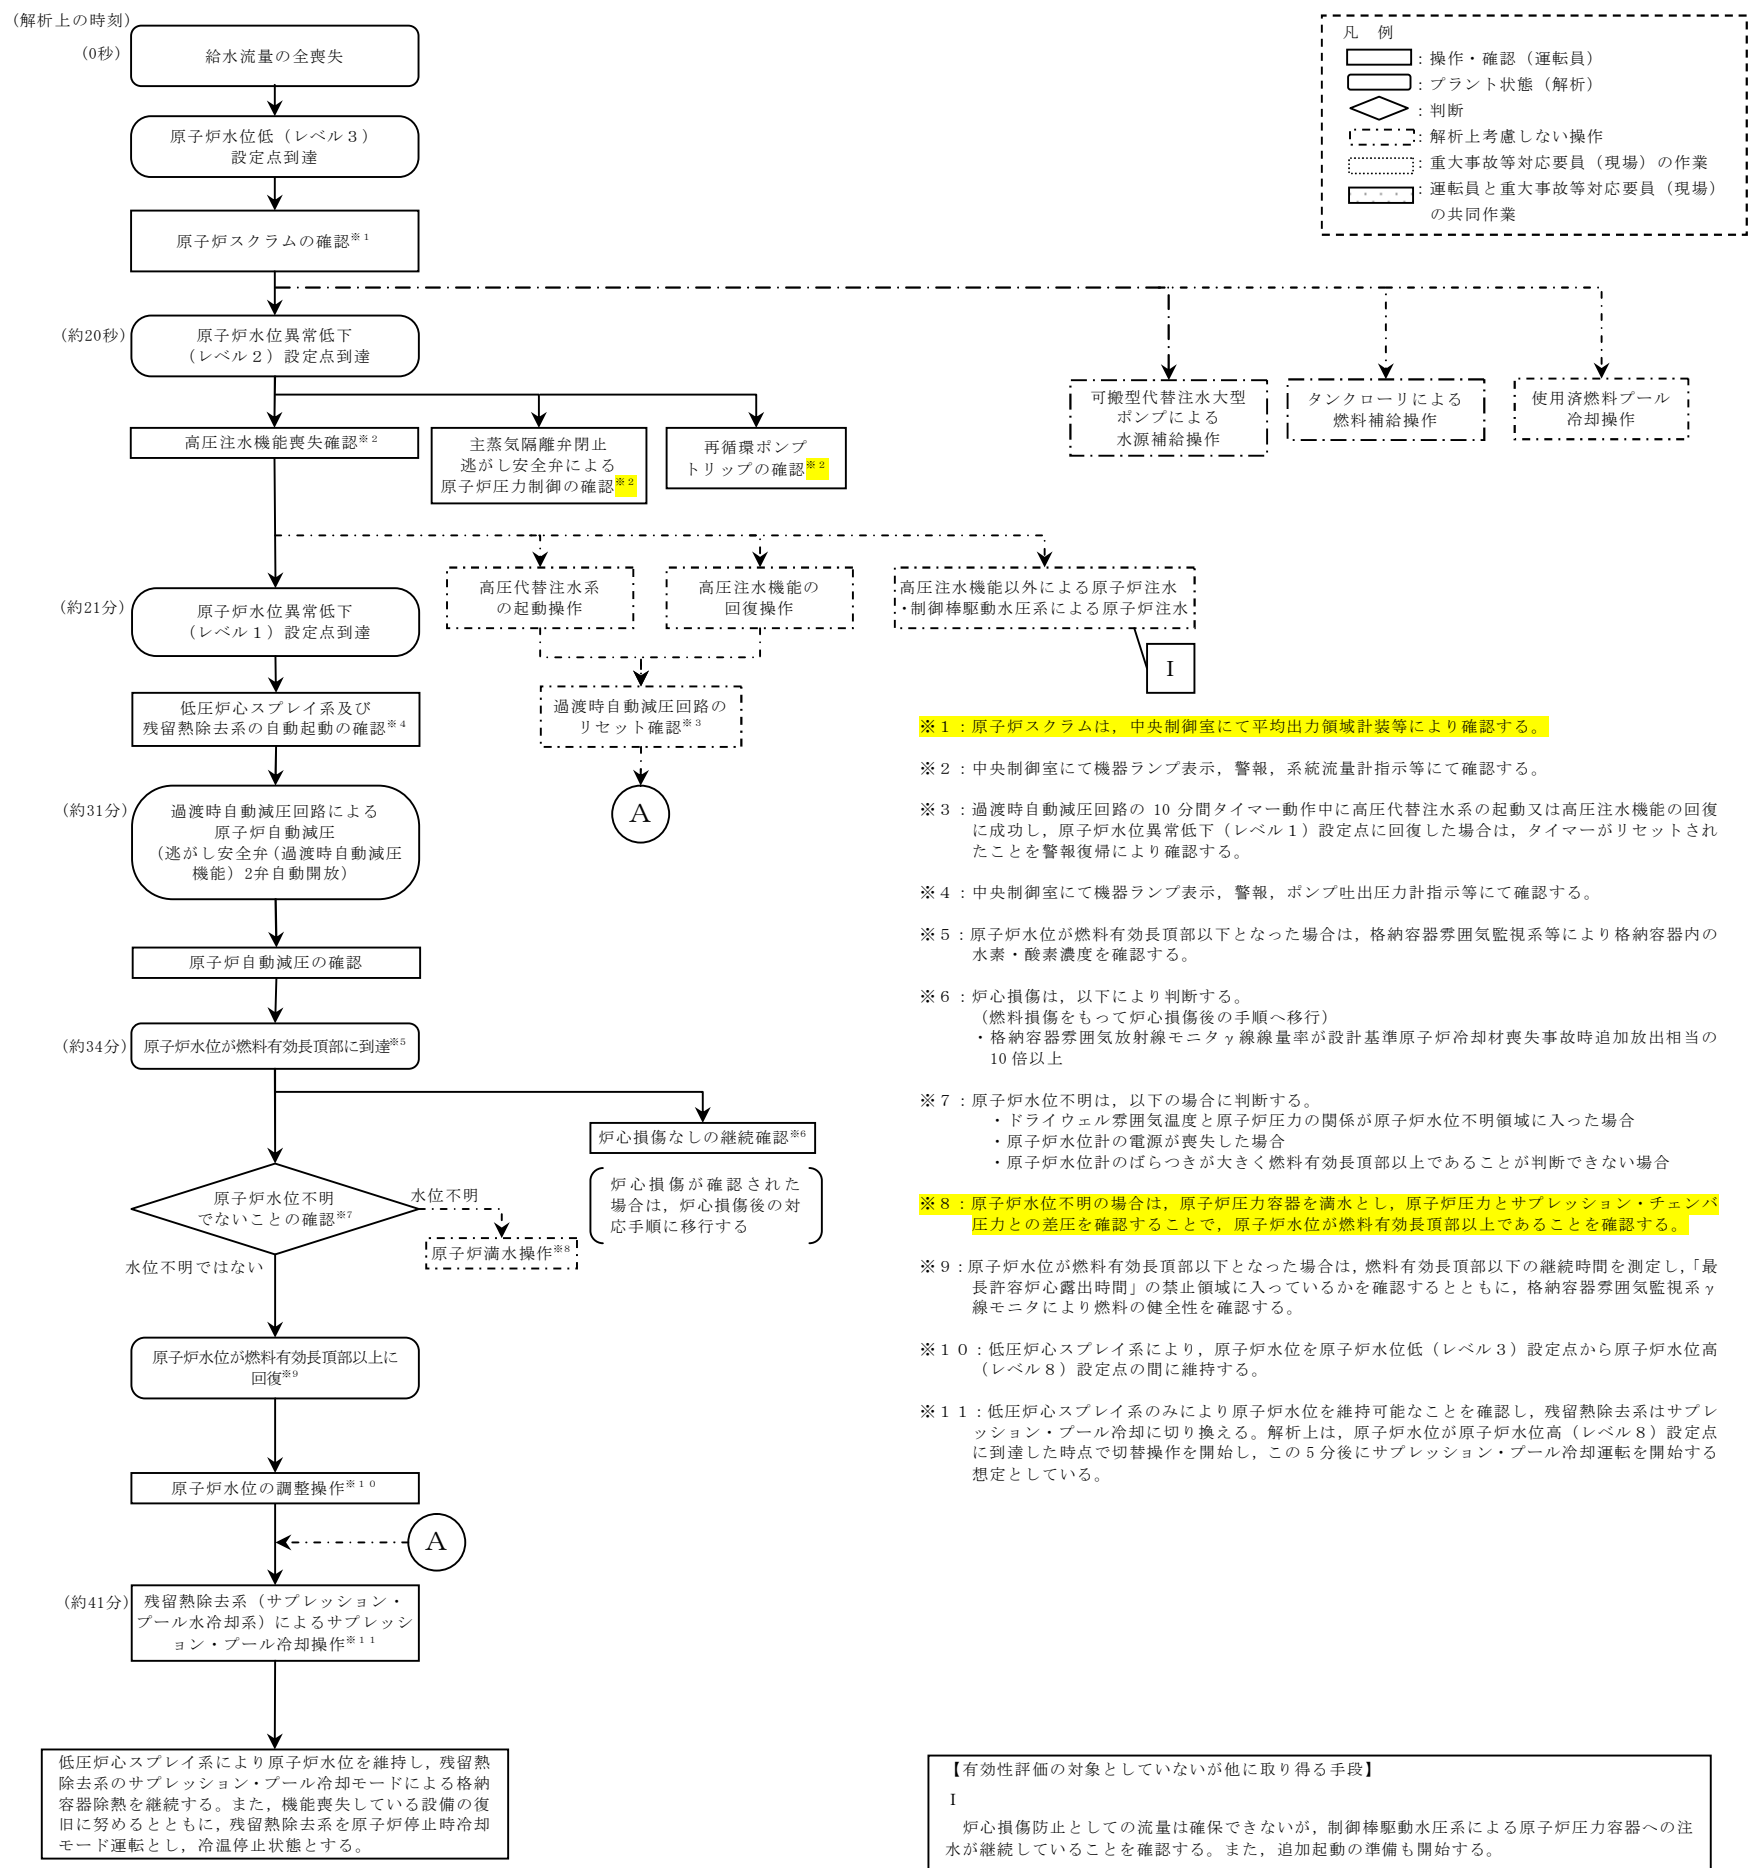 (解析上の時刻)
(0秒)
給水流量の全喪失
原子炉水位低（レベル３）
設定点到達
原子炉スクラムの確認※１
(約20秒)
原子炉水位異常低下
（レベル２）設定点到達
高圧注水機能喪失確認※２
主蒸気隔離弁閉止
逃がし安全弁による
原子炉圧力制御の確認※２
再循環ポンプ
トリップの確認※２
可搬型代替注水大型
ポンプによる
水源補給操作
タンクローリによる
燃料補給操作
使用済燃料プール
冷却操作
凡　例
：操作・確認（運転員）
：プラント状態（解析）
：判断
：解析上考慮しない操作
：重大事故等対応要員（現場）の作業
：運転員と重大事故等対応要員（現場）
の共同作業
高圧代替注水系
の起動操作
高圧注水機能の
回復操作
高圧注水機能以外による原子炉注水
・制御棒駆動水圧系による原子炉注水
I
(約21分)
原子炉水位異常低下
（レベル１）設定点到達
過渡時自動減圧回路の
リセット確認※３
A
低圧炉心スプレイ系及び
残留熱除去系の自動起動の確認※４
(約31分)
過渡時自動減圧回路による
原子炉自動減圧
（逃がし安全弁（過渡時自動減圧
機能）2弁自動開放）
原子炉自動減圧の確認
(約34分)
原子炉水位が燃料有効長頂部に到達※5
炉心損傷なしの継続確認※6
炉心損傷が確認された
場合は，炉心損傷後の対
応手順に移行する
原子炉水位不明
でないことの確認※7
水位不明
原子炉満水操作※8
水位不明ではない
原子炉水位が燃料有効長頂部以上に
回復※9
原子炉水位の調整操作※１０
A
(約41分)
残留熱除去系（サプレッション・
プール水冷却系）によるサプレッシ
ョン・プール冷却操作※１１
低圧炉心スプレイ系により原子炉水位を維持し，残留熱
除去系のサプレッション・プール冷却モードによる格納
容器除熱を継続する。また，機能喪失している設備の復
旧に努めるとともに，残留熱除去系を原子炉停止時冷却
モード運転とし，冷温停止状態とする。
※１：原子炉スクラムは，中央制御室にて平均出力領域計装等により確認する。
※２：中央制御室にて機器ランプ表示，警報，系統流量計指示等にて確認する。
※３：過渡時自動減圧回路の 10 分間タイマー動作中に高圧代替注水系の起動又は高圧注水機能の回復
に成功し，原子炉水位異常低下（レベル１）設定点に回復した場合は，タイマーがリセットされ
たことを警報復帰により確認する。
※４：中央制御室にて機器ランプ表示，警報，ポンプ吐出圧力計指示等にて確認する。
※５：原子炉水位が燃料有効長頂部以下となった場合は，格納容器雰囲気監視系等により格納容器内の
水素・酸素濃度を確認する。
※６：炉心損傷は，以下により判断する。
（燃料損傷をもって炉心損傷後の手順へ移行）
・格納容器雰囲気放射線モニタγ線線量率が設計基準原子炉冷却材喪失事故時追加放出相当の
10 倍以上
※７：原子炉水位不明は，以下の場合に判断する。
・ドライウェル雰囲気温度と原子炉圧力の関係が原子炉水位不明領域に入った場合
・原子炉水位計の電源が喪失した場合
・原子炉水位計のばらつきが大きく燃料有効長頂部以上であることが判断できない場合
※８：原子炉水位不明の場合は，原子炉圧力容器を満水とし，原子炉圧力とサプレッション・チェンバ
圧力との差圧を確認することで，原子炉水位が燃料有効長頂部以上であることを確認する。
※９：原子炉水位が燃料有効長頂部以下となった場合は，燃料有効長頂部以下の継続時間を測定し，「最
長許容炉心露出時間」の禁止領域に入っているかを確認するとともに，格納容器雰囲気監視系γ
線モニタにより燃料の健全性を確認する。
※１０：低圧炉心スプレイ系により，原子炉水位を原子炉水位低（レベル３）設定点から原子炉水位高
（レベル８）設定点の間に維持する。
※１１：低圧炉心スプレイ系のみにより原子炉水位を維持可能なことを確認し，残留熱除去系はサプレ
ッション・プール冷却に切り換える。解析上は，原子炉水位が原子炉水位高（レベル８）設定点
に到達した時点で切替操作を開始し，この５分後にサプレッション・プール冷却運転を開始する
想定としている。
【有効性評価の対象としていないが他に取り得る手段】
I
炉心損傷防止としての流量は確保できないが，制御棒駆動水圧系による原子炉圧力容器への注
水が継続していることを確認する。また，追加起動の準備も開始する。